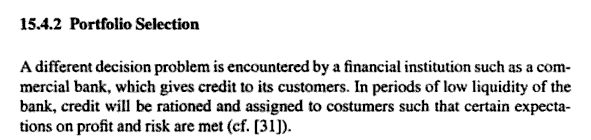 15.4.2 Portfolio Selection
A different decision problem is encountered by a financial institution such as a com-
mercial bank, which gives credit to its customers. In periods of low liquidity of the
bank, credit will be rationed and assigned to costumers such that certain expecta-
tions on profit and risk are met (cf. [31]).